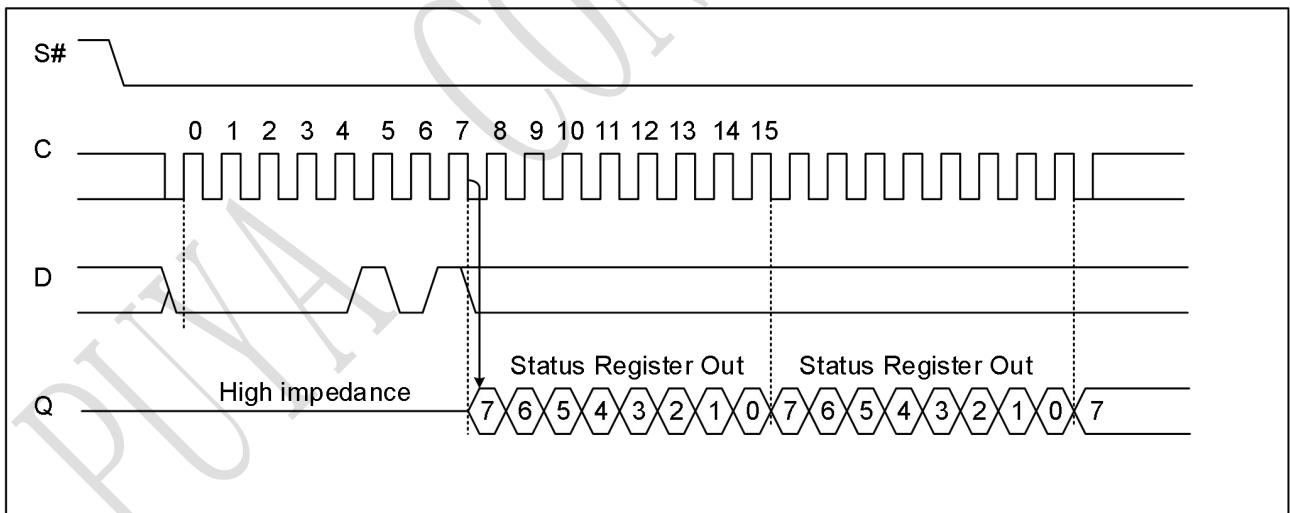 S#
0 1 2 3 4 5 6 7 8 9 10 11 12 13 14 15
C
D
Status Register Out Status Register Out
High impedance
Q 7 6 5 4 3 2 1 0 7 6 5 4 3 2 1 0 7
PUYA CON